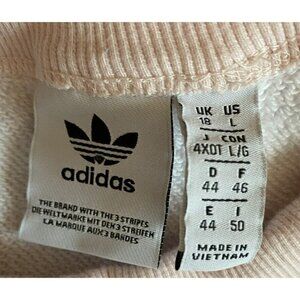 adidas
THE BRAND WITH THE 3 STRIPES
DIE WELTMARKE MIT DEN 3 STREIFEN
LA MARQUE AUX 3 BANDES
UK US
18 L
J CDN
4XOT L/G
D F
44 46
E I
44 50
MADE IN
VIETNAM